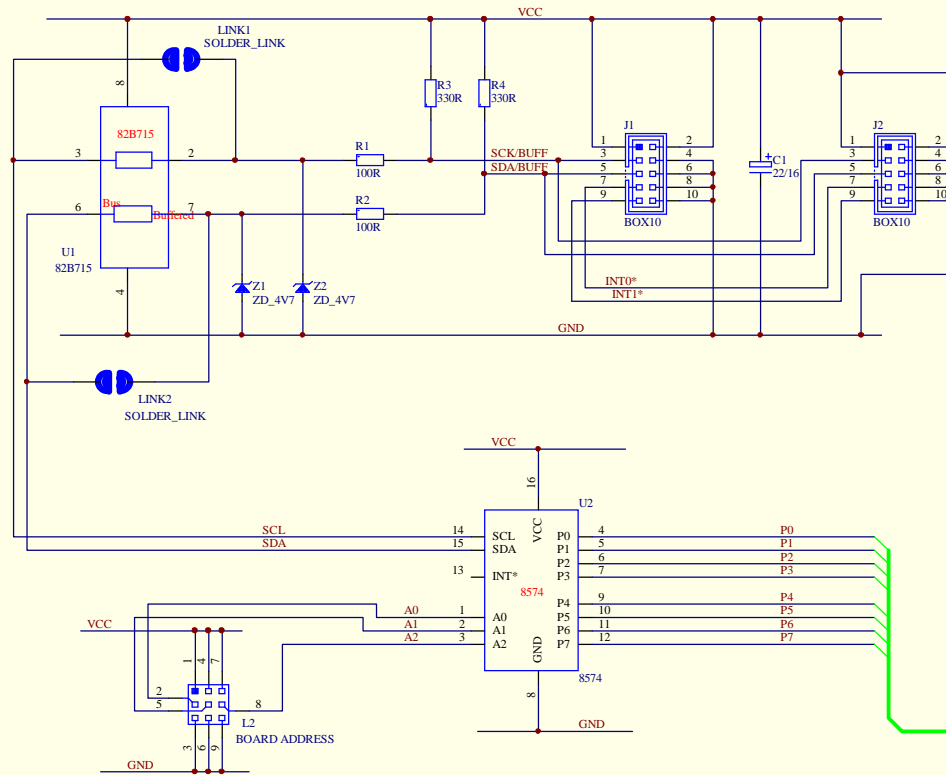 VCC
LINK1
SOLDER_LINK
8
R3
330R
R4
330R
82B715
3
2
R1
100R
SCK/BUFF
SDA/BUFF
J1
1
2
3
4
5
6
7
8
9
10
BOX10
C1
22/16
J2
1
2
3
4
5
6
7
8
9
10
BOX10
6
Bus
7
Buffered
R2
100R
U1
82B715
4
Z1
ZD_4V7
Z2
ZD_4V7
INT0*
INT1*
GND
LINK2
SOLDER_LINK
VCC
16
U2
SCL
14
SCL
VCC
P0
4
P0
SDA
15
SDA
P1
5
P1
P2
6
P2
13
INT*
P3
7
P3
8574
P4
9
P4
A0
1
A0
P5
10
P5
A1
2
A1
P6
11
P6
A2
3
A2
GND
P7
12
P7
8574
8
GND
VCC
1
4
7
2
5
8
L2
BOARD ADDRESS
3
6
9
GND